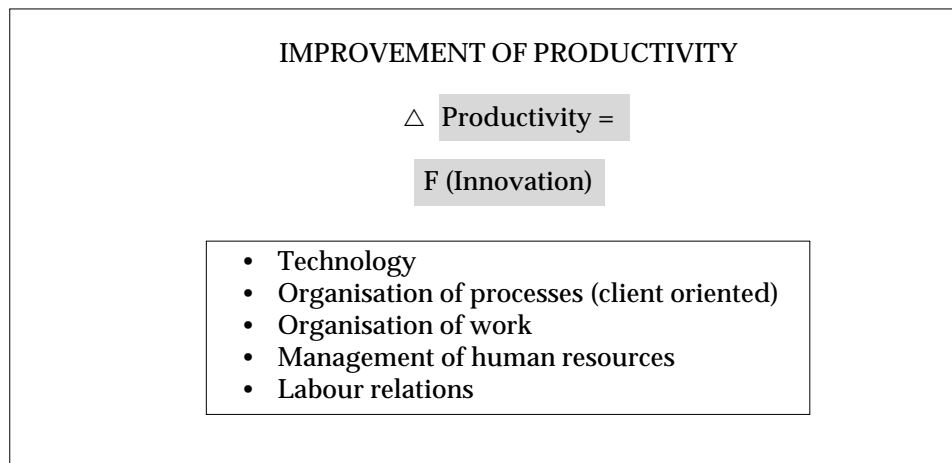 IMPROVEMENT OF PRODUCTIVITY
△ Productivity =
F (Innovation)
• Technology
• Organisation of processes (client oriented)
• Organisation of work
• Management of human resources
• Labour relations